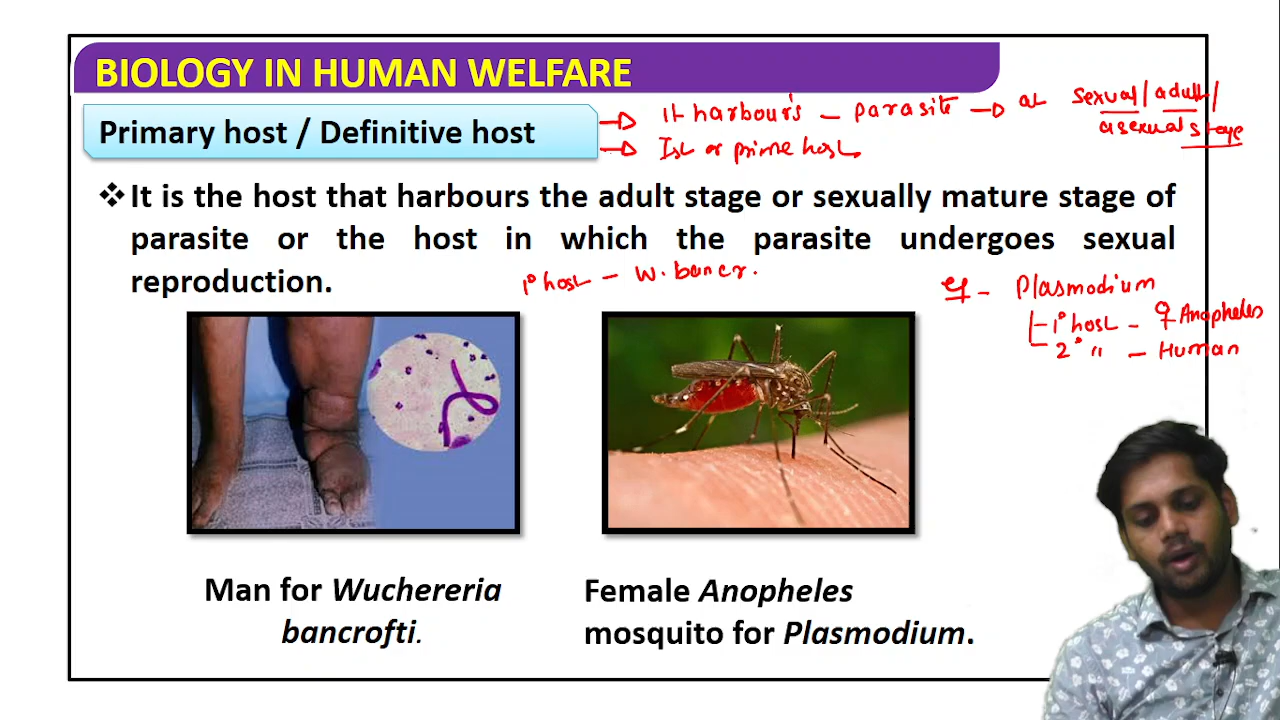 BIOLOGY IN HUMAN WELFARE
Primary host / Definitive host
→ It harbour's – parasite → at sexual / adult /
asexual stage
→ Ist or prime host.
❖ It is the host that harbours the adult stage or sexually mature stage of
parasite or the host in which the parasite undergoes sexual
reproduction.
1° host – W. bancr.
eg – Plasmodium
1° host – ♀ Anopheles
2° " – Human
Man for Wuchereria
bancrofti.
Female Anopheles
mosquito for Plasmodium.